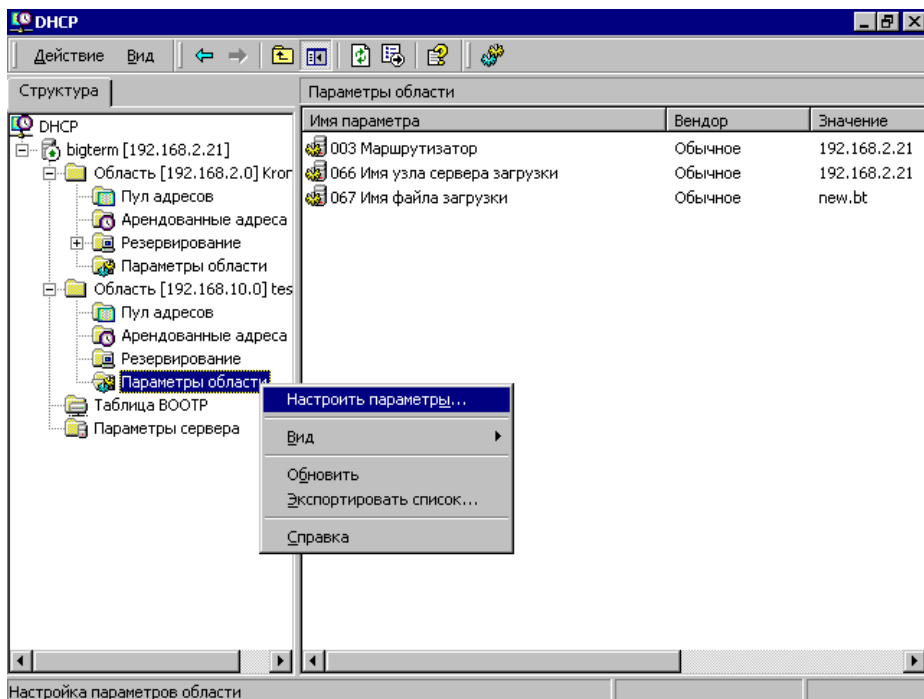 DHCP
Действие Вид
Структура
Параметры области
DHCP
bigterm [192.168.2.21]
Область [192.168.2.0] Kror
Пул адресов
Арендованные адреса
Резервирование
Параметры области
Область [192.168.10.0] tes
Пул адресов
Арендованные адреса
Резервирование
Параметры области
Таблица BOOTP
Параметры сервера
Имя параметра Вендор Значение
003 Маршрутизатор Обычное 192.168.2.21
066 Имя узла сервера загрузки Обычное 192.168.2.21
067 Имя файла загрузки Обычное new.bt
Настроить параметры...
Вид
Обновить
Экспортировать список...
Справка
Настройка параметров области